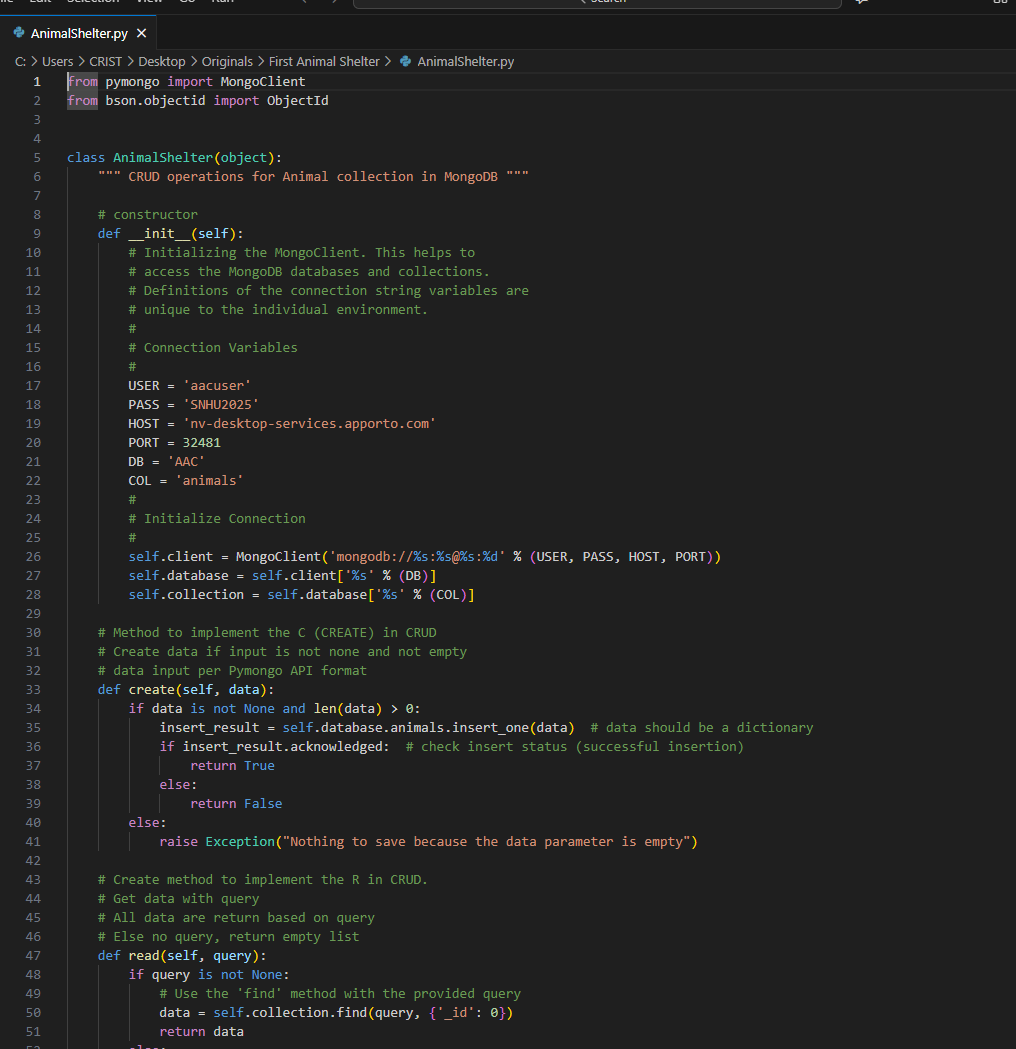 Edit Selection View Go Run Search
AnimalShelter.py
C: > Users > CRIST > Desktop > Originals > First Animal Shelter > AnimalShelter.py
1 from pymongo import MongoClient
2 from bson.objectid import ObjectId
3
4
5 class AnimalShelter(object):
6     """ CRUD operations for Animal collection in MongoDB """
7
8     # constructor
9     def __init__(self):
10         # Initializing the MongoClient. This helps to
11         # access the MongoDB databases and collections.
12         # Definitions of the connection string variables are
13         # unique to the individual environment.
14         #
15         # Connection Variables
16         #
17         USER = 'aacuser'
18         PASS = 'SNHU2025'
19         HOST = 'nv-desktop-services.apporto.com'
20         PORT = 32481
21         DB = 'AAC'
22         COL = 'animals'
23         #
24         # Initialize Connection
25         #
26         self.client = MongoClient('mongodb://%s:%s@%s:%d' % (USER, PASS, HOST, PORT))
27         self.database = self.client['%s' % (DB)]
28         self.collection = self.database['%s' % (COL)]
29
30     # Method to implement the C (CREATE) in CRUD
31     # Create data if input is not none and not empty
32     # data input per Pymongo API format
33     def create(self, data):
34         if data is not None and len(data) > 0:
35             insert_result = self.database.animals.insert_one(data)  # data should be a dictionary
36             if insert_result.acknowledged:  # check insert status (successful insertion)
37                 return True
38             else:
39                 return False
40         else:
41             raise Exception("Nothing to save because the data parameter is empty")
42
43     # Create method to implement the R in CRUD.
44     # Get data with query
45     # All data are return based on query
46     # Else no query, return empty list
47     def read(self, query):
48         if query is not None:
49             # Use the 'find' method with the provided query
50             data = self.collection.find(query, {'_id': 0})
51             return data
52         else: